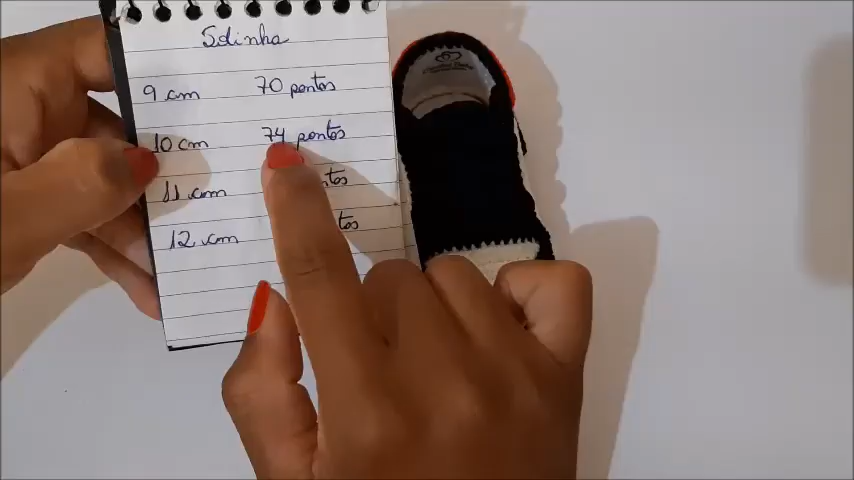 Solinha
9 cm 70 pontos
10 cm 74 pontos
11 cm
12 cm